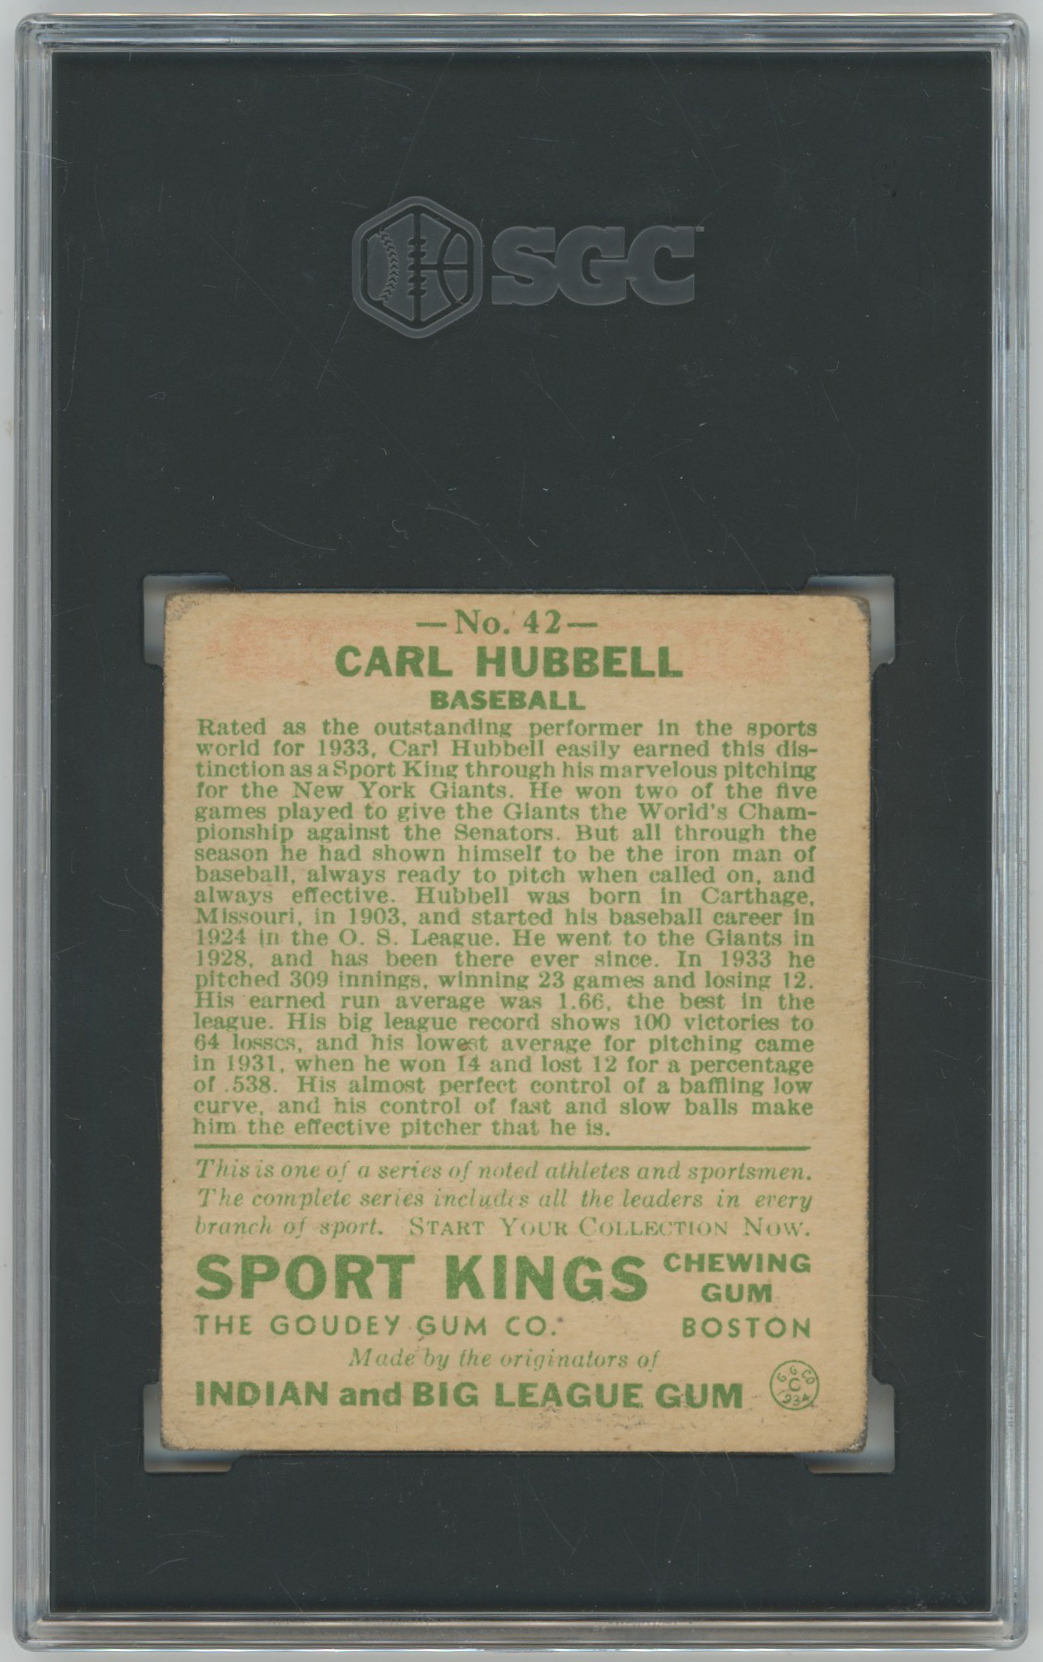 SGC
—No. 42—
CARL HUBBELL
BASEBALL
Rated as the outstanding performer in the sports
world for 1933, Carl Hubbell easily earned this dis-
tinction as a Sport King through his marvelous pitching
for the New York Giants. He won two of the five
games played to give the Giants the World's Cham-
pionship against the Senators. But all through the
season he had shown himself to be the iron man of
baseball, always ready to pitch when called on, and
always effective. Hubbell was born in Carthage,
Missouri, in 1903, and started his baseball career in
1924 in the O. S. League. He went to the Giants in
1928, and has been there ever since. In 1933 he
pitched 309 innings, winning 23 games and losing 12.
His earned run average was 1.66, the best in the
league. His big league record shows 100 victories to
64 losses, and his lowest average for pitching came
in 1931, when he won 14 and lost 12 for a percentage
of .538. His almost perfect control of a baffling low
curve, and his control of fast and slow balls make
him the effective pitcher that he is.
This is one of a series of noted athletes and sportsmen.
The complete series includes all the leaders in every
branch of sport. START YOUR COLLECTION NOW.
SPORT KINGS CHEWING GUM
THE GOUDEY GUM CO. BOSTON
Made by the originators of
INDIAN and BIG LEAGUE GUM
G. G. CO
C
1934